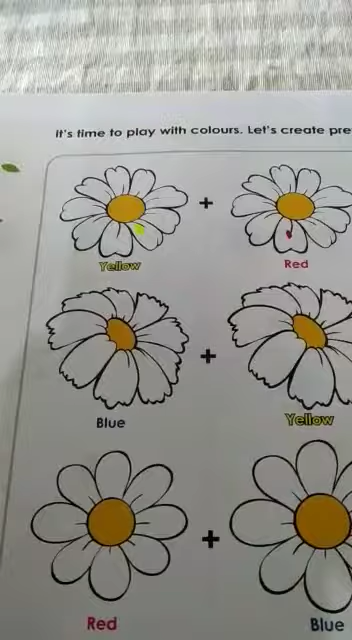 It's time to play with colours. Let's create pre
+
Yellow Red
+
Blue Yellow
+
Red Blue